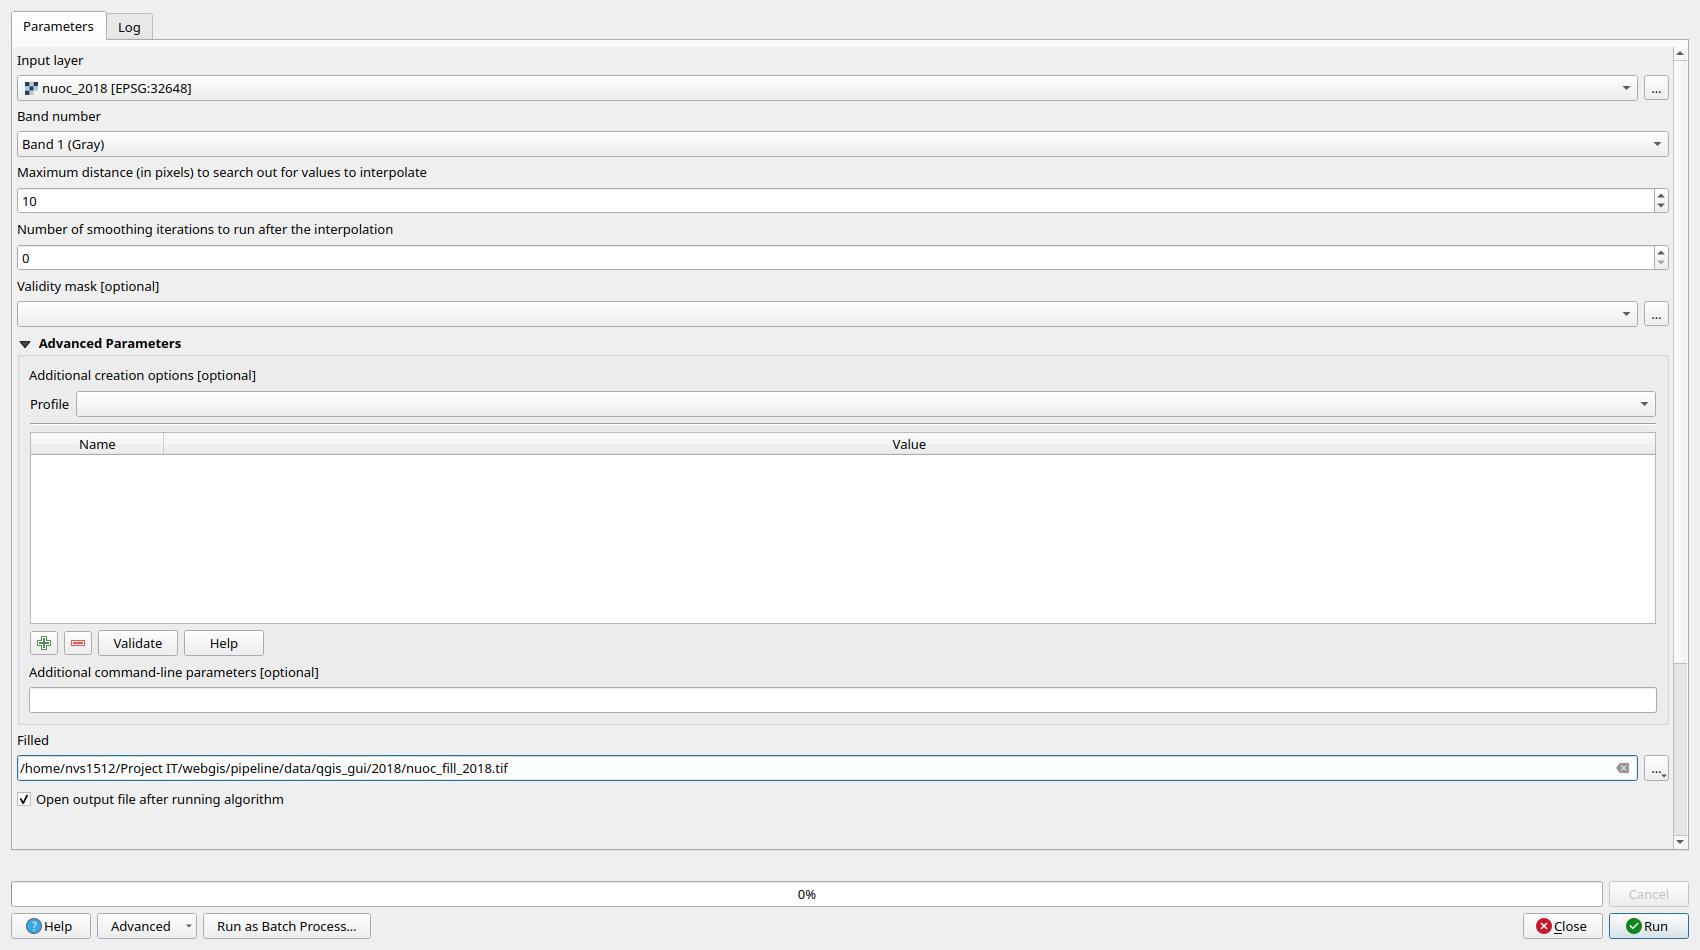 Parameters
Log
Input layer
nuoc_2018 [EPSG:32648]
...
Band number
Band 1 (Gray)
Maximum distance (in pixels) to search out for values to interpolate
10
Number of smoothing iterations to run after the interpolation
0
Validity mask [optional]
...
Advanced Parameters
Additional creation options [optional]
Profile
Name Value
Validate Help
Additional command-line parameters [optional]
Filled
/home/nvs1512/Project IT/webgis/pipeline/data/qgis_gui/2018/nuoc_fill_2018.tif
...
Open output file after running algorithm
0%
Cancel
Help Advanced Run as Batch Process... Close Run